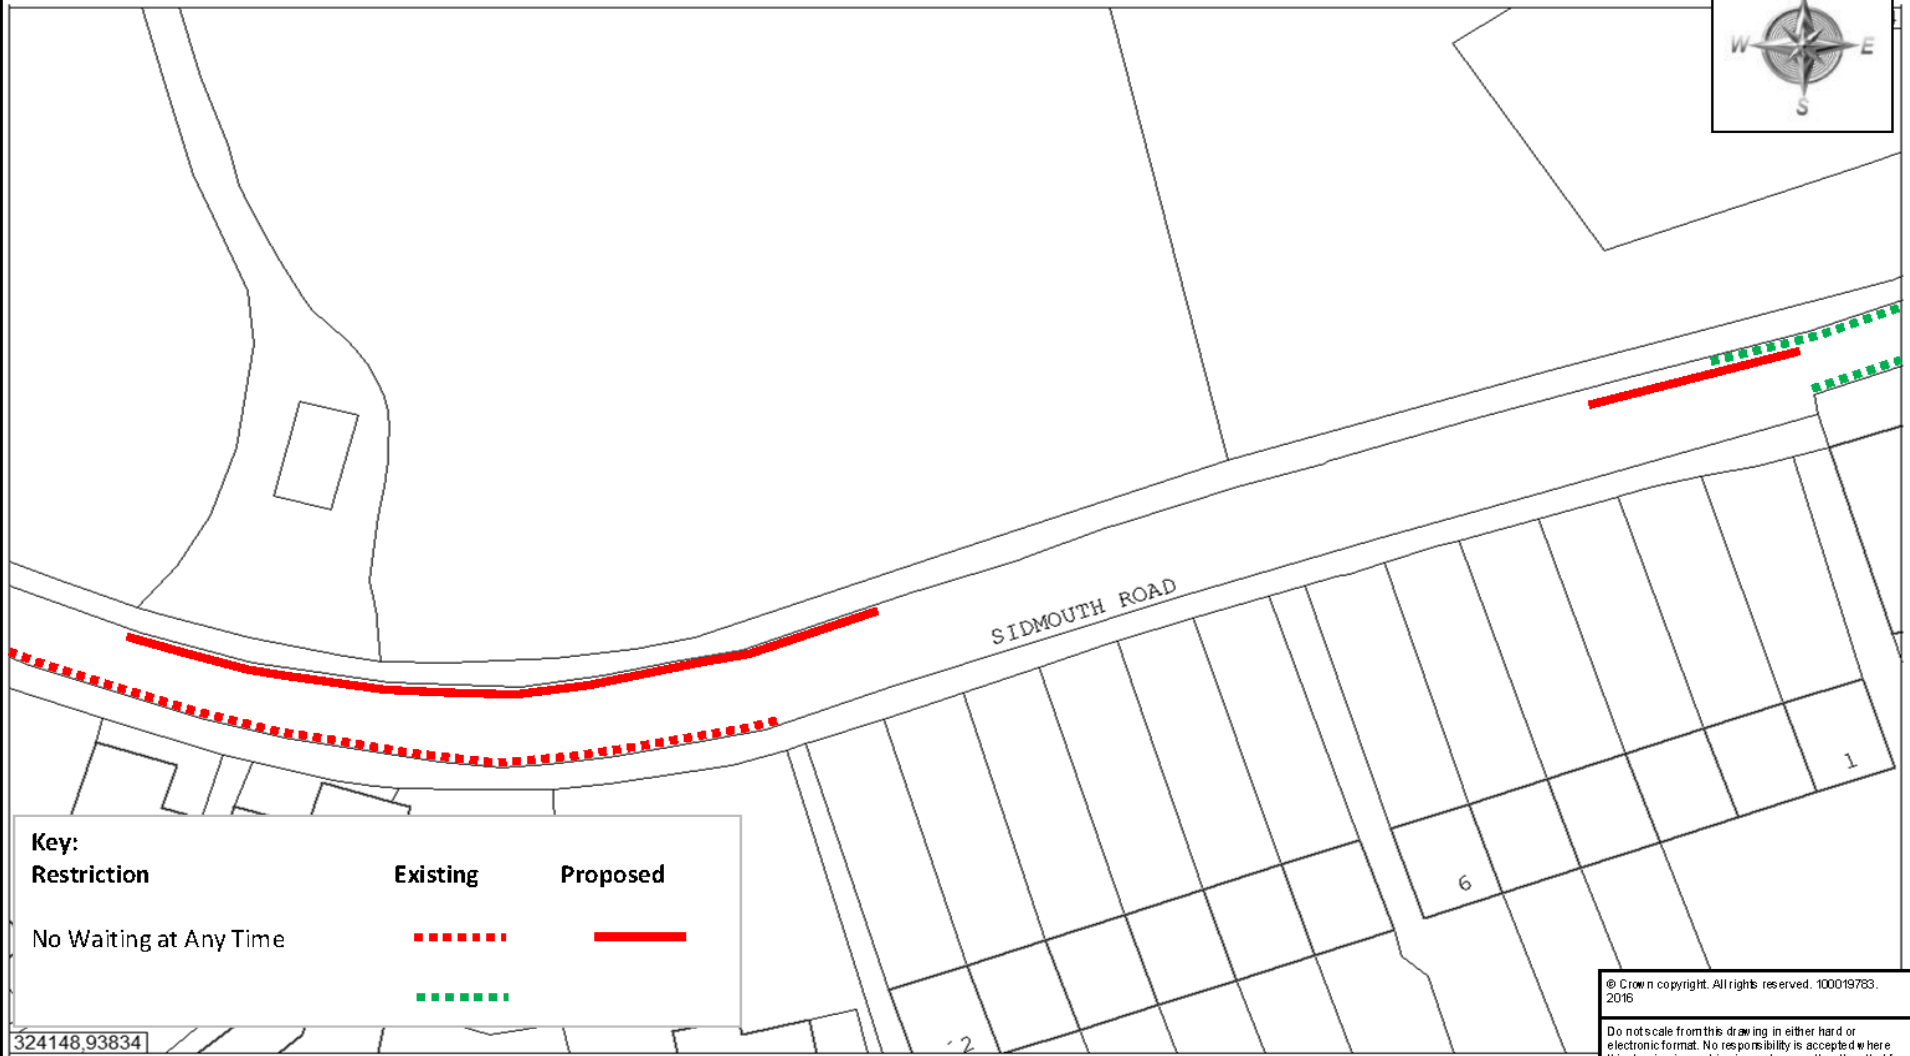 W E
S
SIDMOUTH ROAD
1
6
2
Key:
Restriction Existing Proposed
No Waiting at Any Time
324148,93834
© Crown copyright. All rights reserved. 100019783.
2016
Do not scale from this drawing in either hard or
electronic format. No responsibility is accepted where